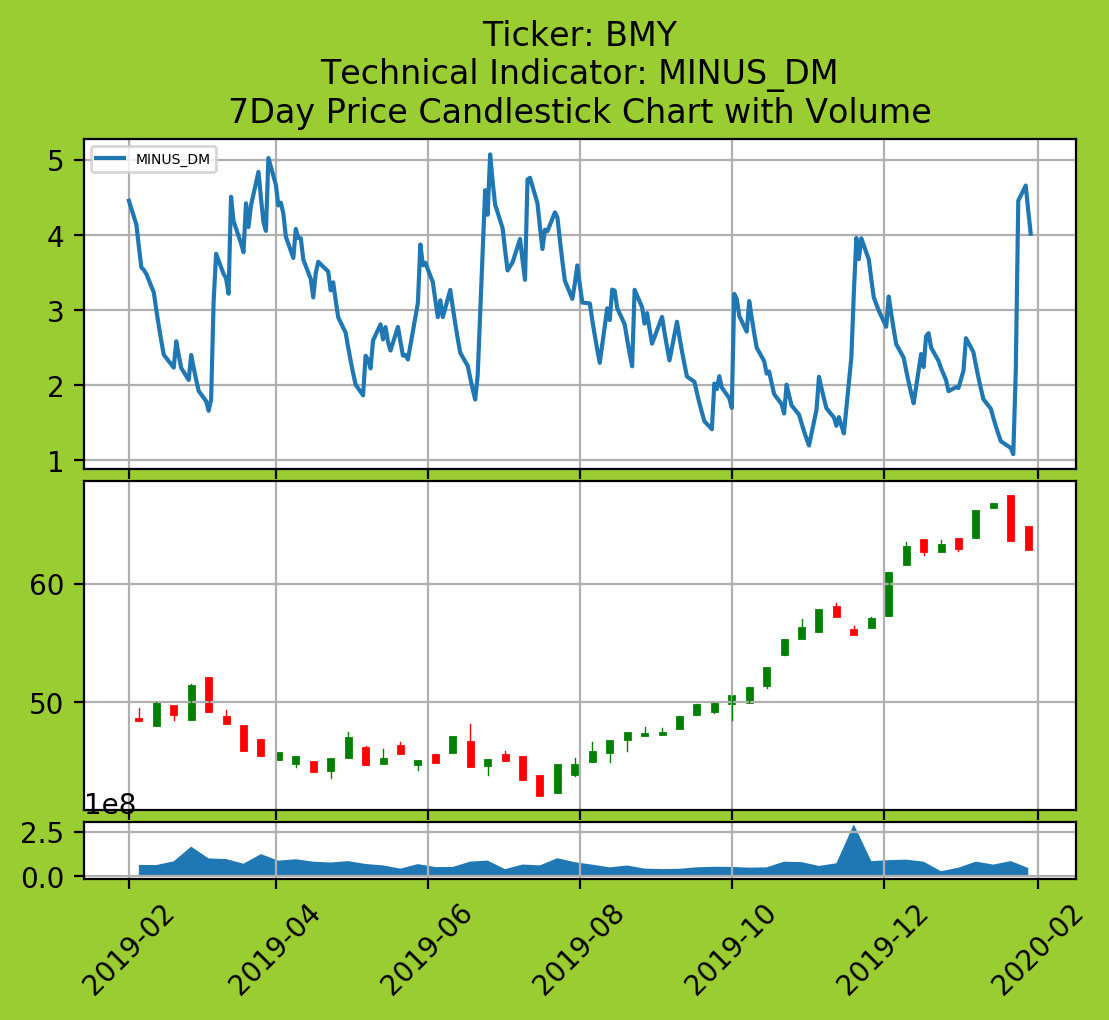 Ticker: BMY
Technical Indicator: MINUS_DM
7Day Price Candlestick Chart with Volume
MINUS_DM
5
4
3
2
1
60
50
1e8
2.5
0.0
2019-02 2019-04 2019-06 2019-08 2019-10 2019-12 2020-02